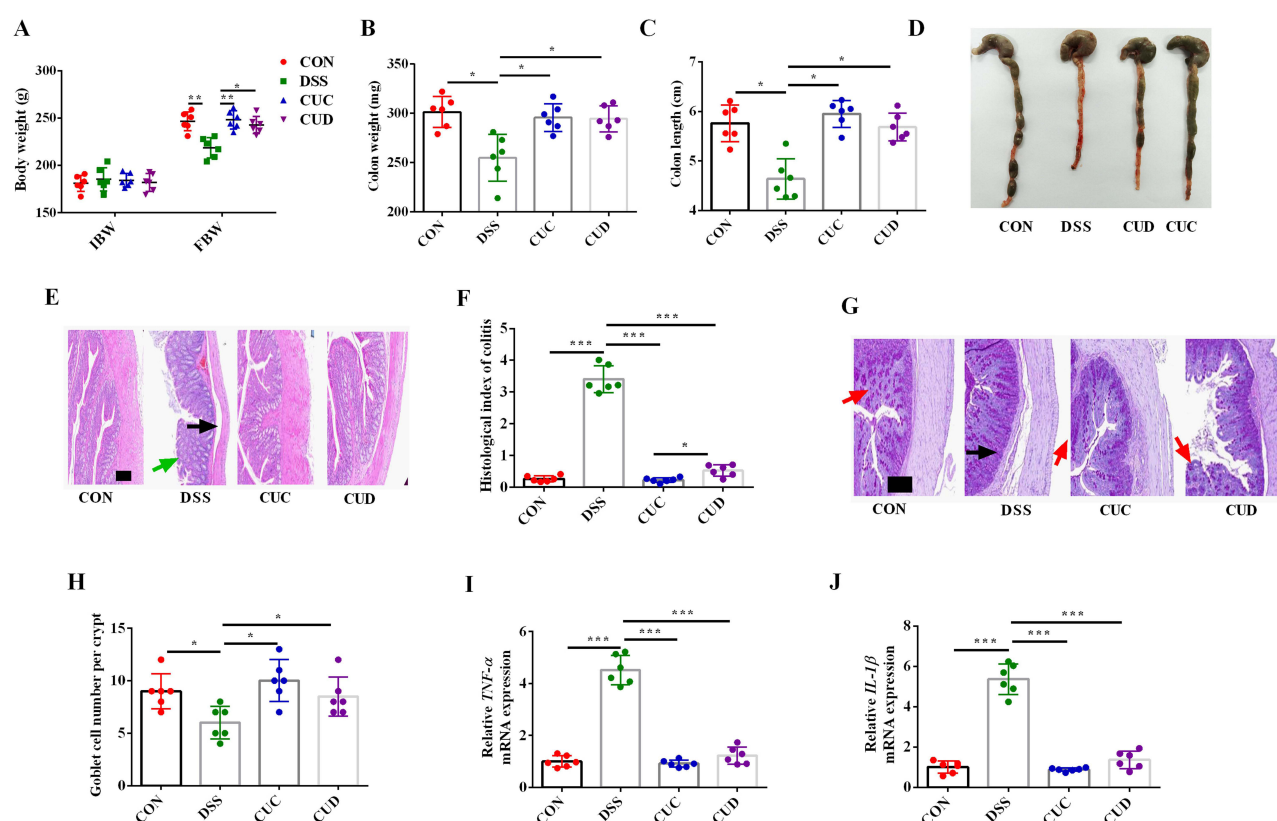 A
Body weight (g)
250
200
150
IBW
FBW
** ** *
CON
DSS
CUC
CUD
B
Colon weight (mg)
350
300
250
200
* * *
CON DSS CUC CUD
C
Colon length (cm)
6
5
4
* * *
CON DSS CUC CUD
D
CON DSS CUD CUC
E
CON DSS CUC CUD
F
Histological index of colitis
5
4
3
2
1
0
*** *** *** *
CON DSS CUC CUD
G
CON DSS CUC CUD
H
Goblet cell number per crypt
15
10
5
0
* * *
CON DSS CUC CUD
I
Relative TNF-α
mRNA expression
6
4
2
0
*** *** ***
CON DSS CUC CUD
J
Relative IL-1β
mRNA expression
8
6
4
2
0
*** *** ***
CON DSS CUC CUD